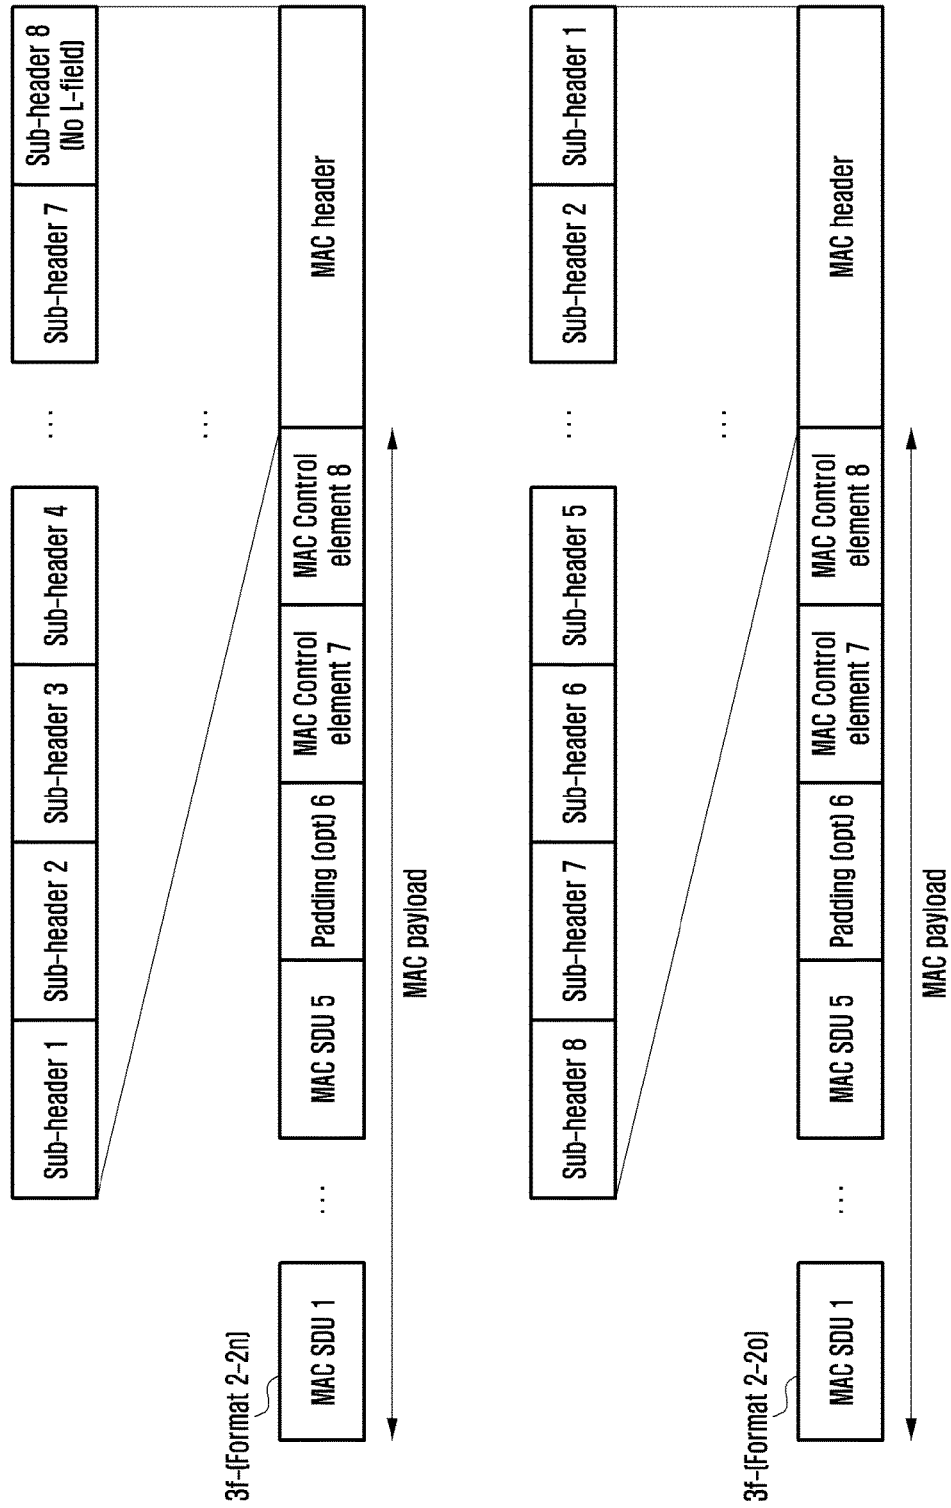 Sub-header 1
Sub-header 2
Sub-header 3
Sub-header 4
...
Sub-header 7
Sub-header 8
(No L-field)
...
3f-(Format 2-2n)
MAC SDU 1
...
MAC SDU 5
Padding (opt) 6
MAC Control
element 7
MAC Control
element 8
MAC header
MAC payload
Sub-header 8
Sub-header 7
Sub-header 6
Sub-header 5
...
Sub-header 2
Sub-header 1
...
3f-(Format 2-2o)
MAC SDU 1
...
MAC SDU 5
Padding (opt) 6
MAC Control
element 7
MAC Control
element 8
MAC header
MAC payload